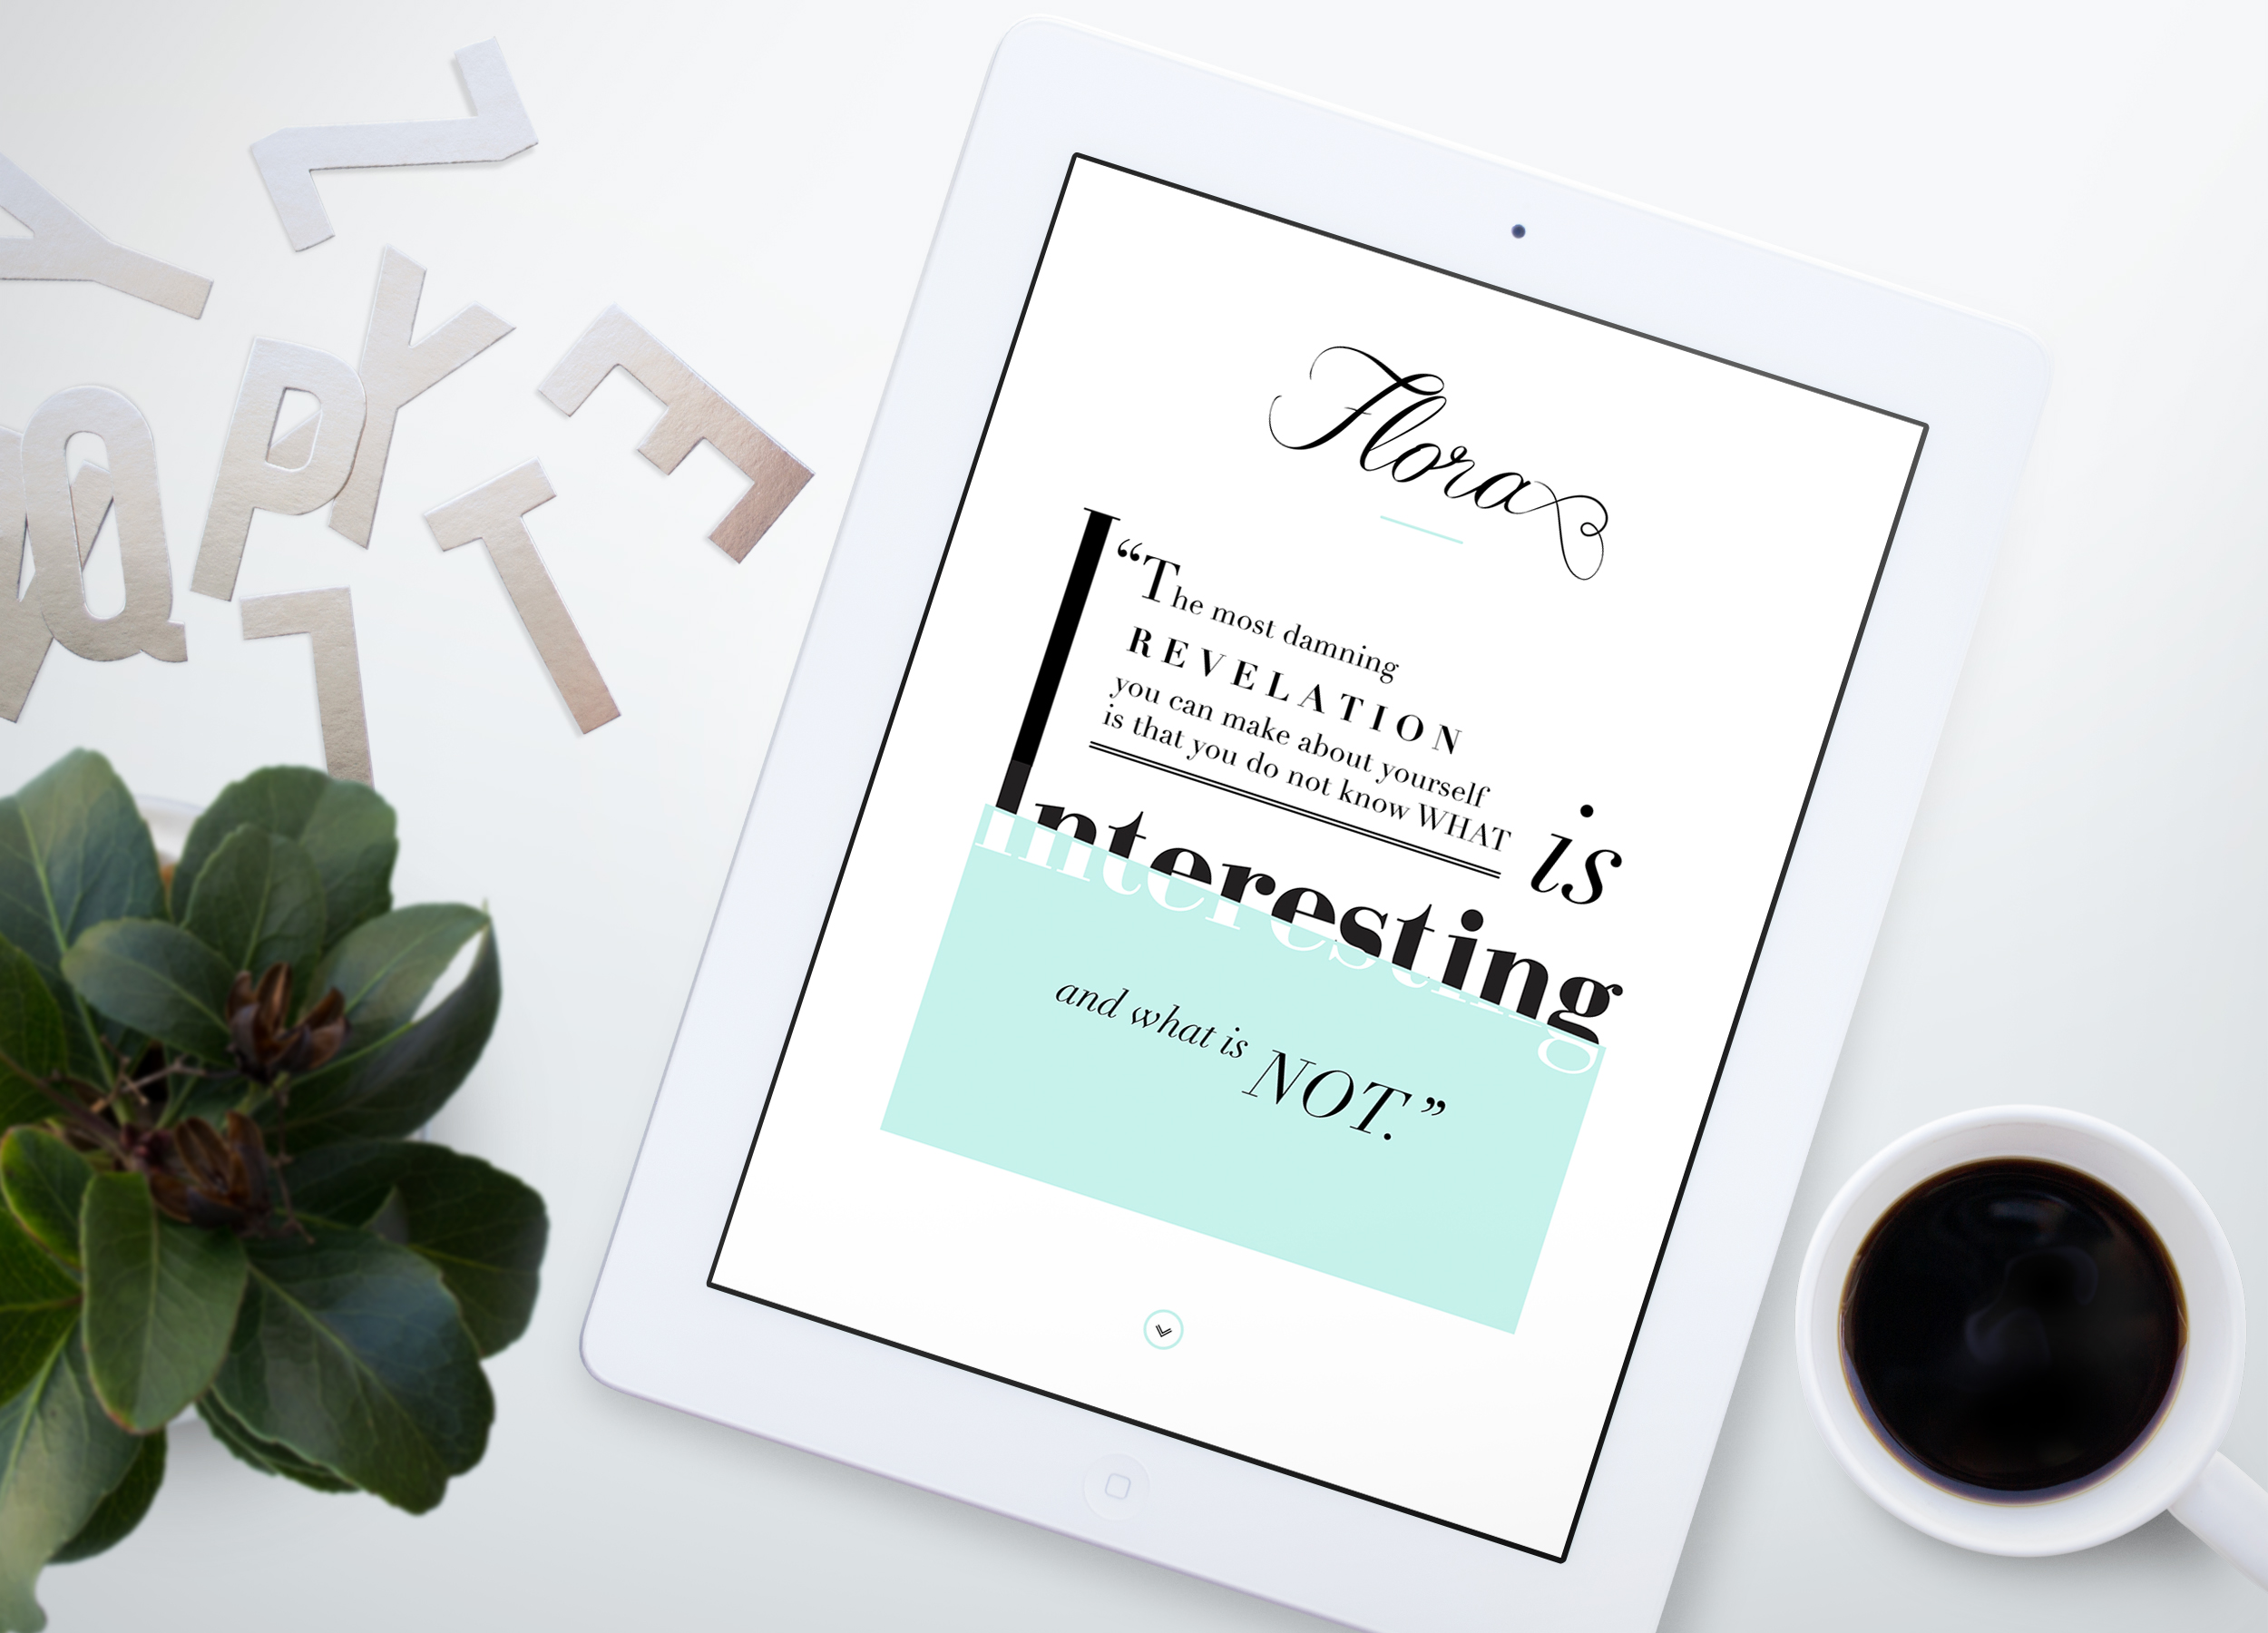 Flora
“The most damning
REVELATION
you can make about yourself
is that you do not know WHAT
is
Interesting
and what is NOT.”
Z
Y
Y
E
P
Q
T
L